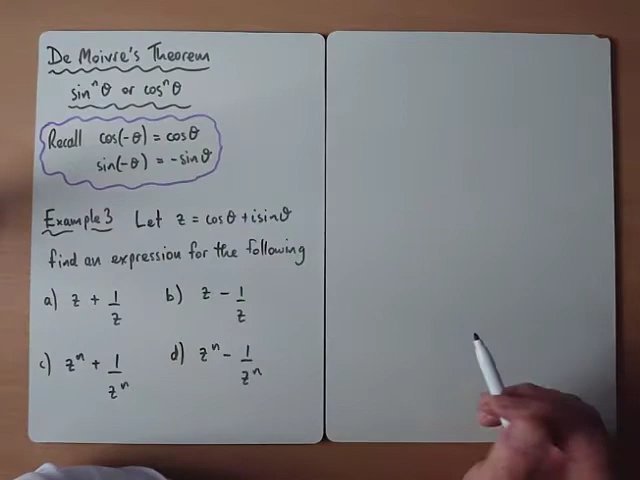 De Moivre's Theorem
sinⁿθ or cosⁿθ
Recall cos(-θ) = cosθ
sin(-θ) = -sinθ
Example 3 Let z = cosθ + isinθ
find an expression for the following
a) z + 1/z b) z - 1/z
c) zⁿ + 1/zⁿ d) zⁿ - 1/zⁿ